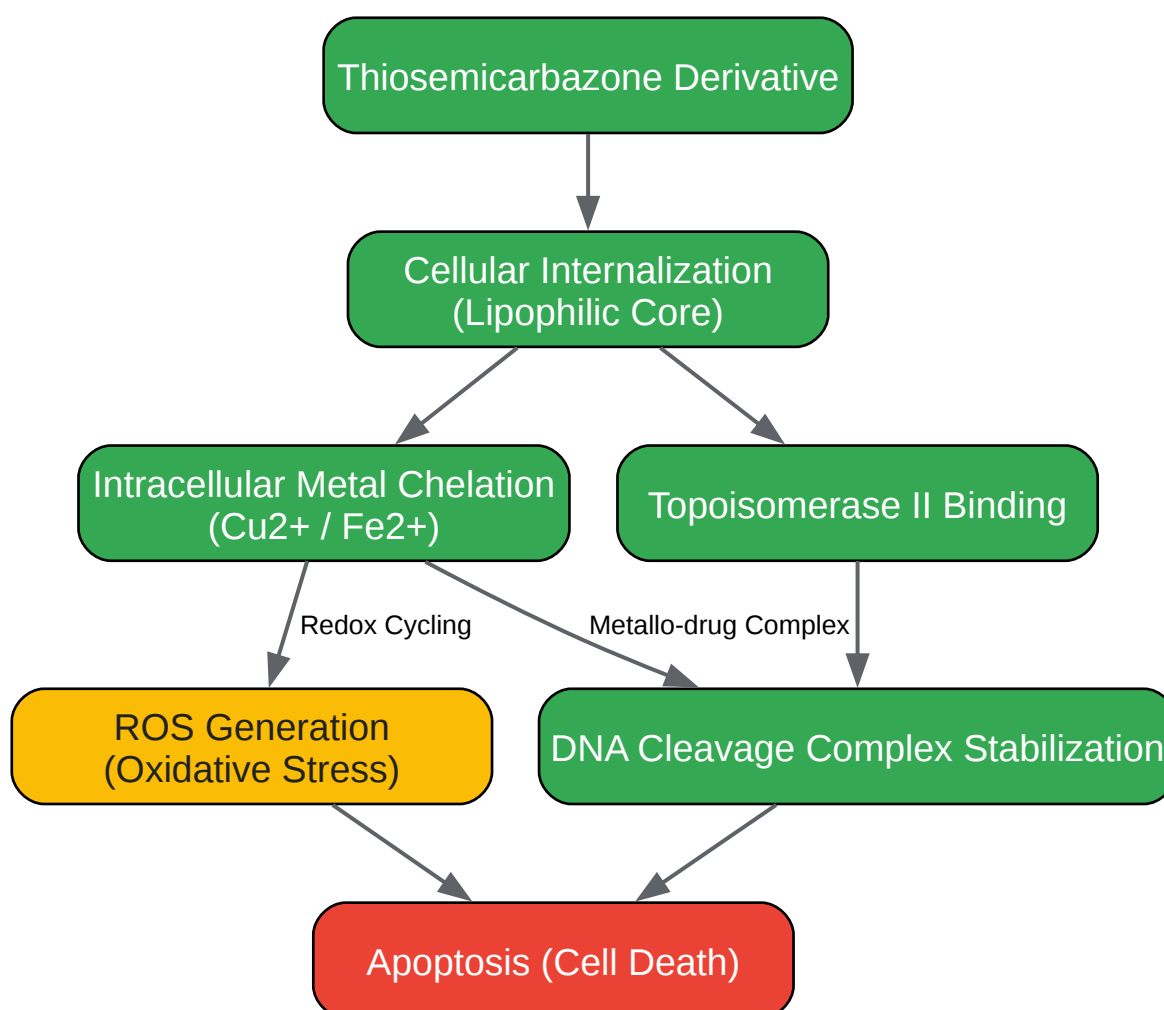 Thiosemicarbazone Derivative
Cellular Internalization
(Lipophilic Core)
Intracellular Metal Chelation
(Cu2+ / Fe2+)
Topoisomerase II Binding
Redox Cycling
Metallo-drug Complex
ROS Generation
(Oxidative Stress)
DNA Cleavage Complex Stabilization
Apoptosis (Cell Death)